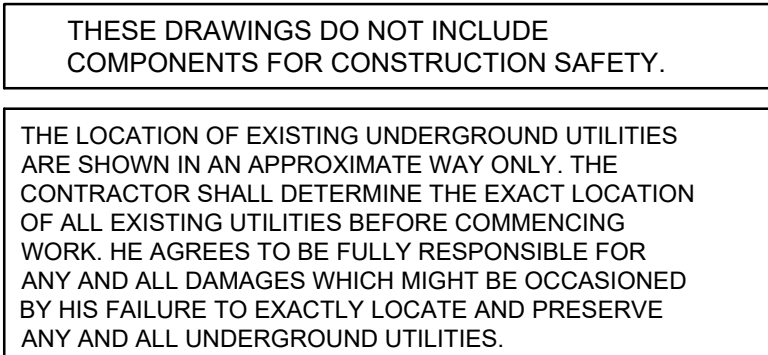 THESE DRAWINGS DO NOT INCLUDE
COMPONENTS FOR CONSTRUCTION SAFETY.
THE LOCATION OF EXISTING UNDERGROUND UTILITIES
ARE SHOWN IN AN APPROXIMATE WAY ONLY. THE
CONTRACTOR SHALL DETERMINE THE EXACT LOCATION
OF ALL EXISTING UTILITIES BEFORE COMMENCING
WORK. HE AGREES TO BE FULLY RESPONSIBLE FOR
ANY AND ALL DAMAGES WHICH MIGHT BE OCCASIONED
BY HIS FAILURE TO EXACTLY LOCATE AND PRESERVE
ANY AND ALL UNDERGROUND UTILITIES.